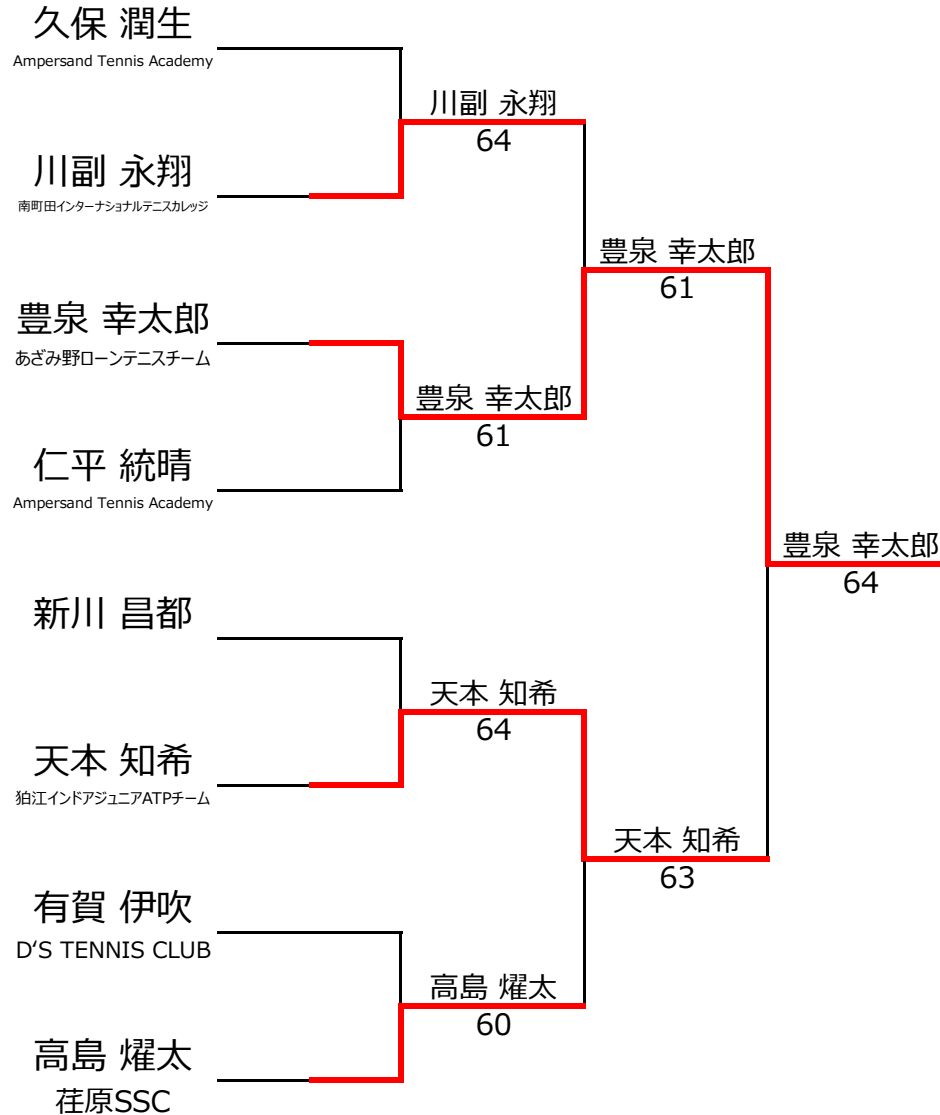 久保 潤生
Ampersand Tennis Academy
川副 永翔
64
川副 永翔
南町田インターナショナルテニスカレッジ
豊泉 幸太郎
61
豊泉 幸太郎
あざみ野ローンテニスチーム
豊泉 幸太郎
61
仁平 統晴
Ampersand Tennis Academy
豊泉 幸太郎
64
新川 昌都
天本 知希
64
天本 知希
狛江インドアジュニアATPチーム
天本 知希
63
有賀 伊吹
D'S TENNIS CLUB
高島 燿太
60
高島 燿太
荏原SSC